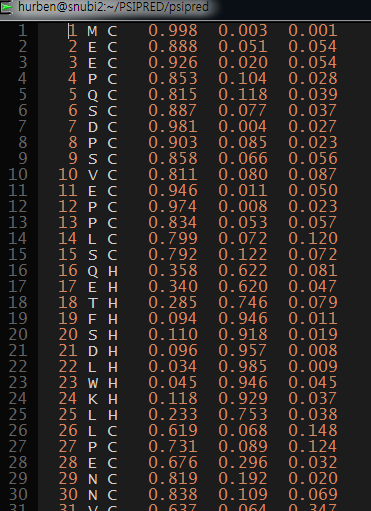 hurben@snubi2:~/PSIPRED/psipred
1 1 M C 0.998 0.003 0.001
2 2 E C 0.888 0.051 0.054
3 3 E C 0.926 0.020 0.054
4 4 P C 0.853 0.104 0.028
5 5 Q C 0.815 0.118 0.039
6 6 S C 0.887 0.077 0.037
7 7 D C 0.981 0.004 0.027
8 8 P C 0.903 0.085 0.023
9 9 S C 0.858 0.066 0.056
10 10 V C 0.811 0.080 0.087
11 11 E C 0.946 0.011 0.050
12 12 P C 0.974 0.008 0.023
13 13 P C 0.834 0.053 0.057
14 14 L C 0.799 0.072 0.120
15 15 S C 0.792 0.122 0.072
16 16 Q H 0.358 0.622 0.081
17 17 E H 0.340 0.620 0.047
18 18 T H 0.285 0.746 0.079
19 19 F H 0.094 0.946 0.011
20 20 S H 0.110 0.918 0.019
21 21 D H 0.096 0.957 0.008
22 22 L H 0.034 0.985 0.009
23 23 W H 0.045 0.946 0.045
24 24 K H 0.118 0.929 0.037
25 25 L H 0.233 0.753 0.038
26 26 L C 0.619 0.068 0.148
27 27 P C 0.731 0.089 0.124
28 28 E C 0.676 0.296 0.032
29 29 N C 0.819 0.192 0.020
30 30 N C 0.838 0.109 0.069
31 31 V C 0.637 0.064 0.347